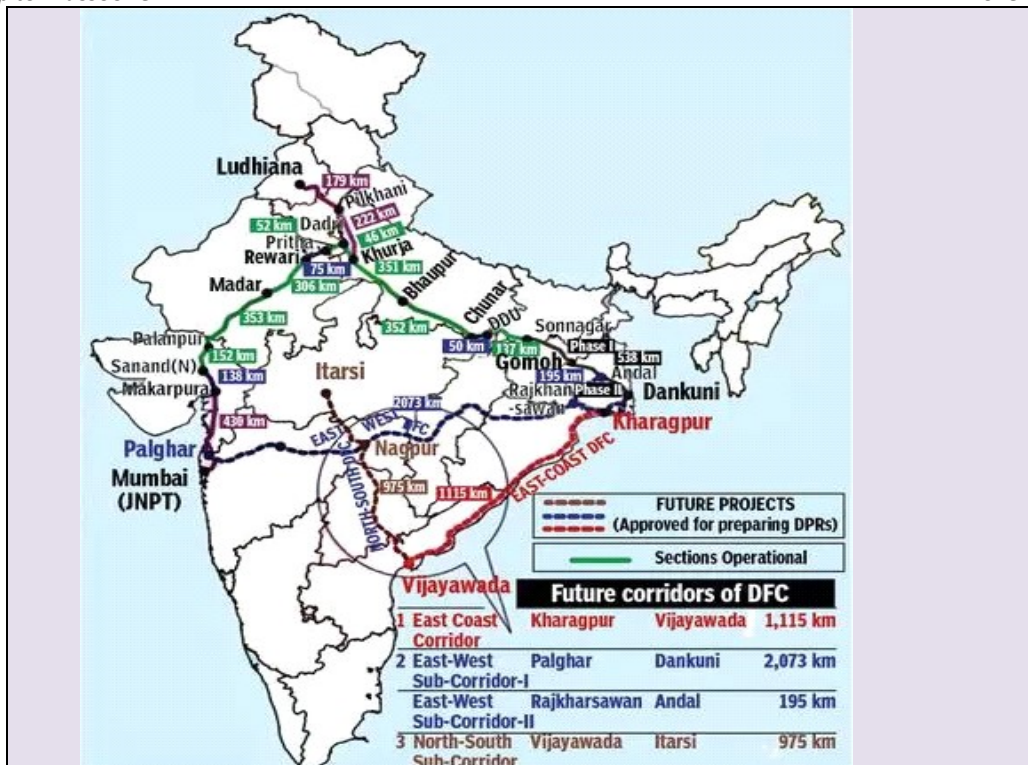 Ludhiana
179 km
Pilkhani
222 km
52 km
Dadri
46 km
Pritha
Rewari
Khurja
75 km
351 km
306 km
Bhaupur
Madar
353 km
352 km
Chunar
DDU
Sonnagar
Palanpur
152 km
50 km
137 km
Phase I
538 km
Gomoh
Sanand(N)
138 km
Itarsi
195 km
Andal
Makarpura
Rajkhar
-sawan
Phase II
Dankuni
2073 km
430 km
EAST WEST DFC
Kharagpur
Palghar
Nagpur
Mumbai
(JNPT)
NORTH-SOUTH DFC
975 km
1115 km
EAST-COAST DFC
FUTURE PROJECTS
(Approved for preparing DPRs)
Sections Operational
Vijayawada
Future corridors of DFC
1 East Coast Kharagpur Vijayawada 1,115 km
Corridor
2 East-West Palghar Dankuni 2,073 km
Sub-Corridor-I
East-West Rajkharsawan Andal 195 km
Sub-Corridor-II
3 North-South Vijayawada Itarsi 975 km
Sub-Corridor